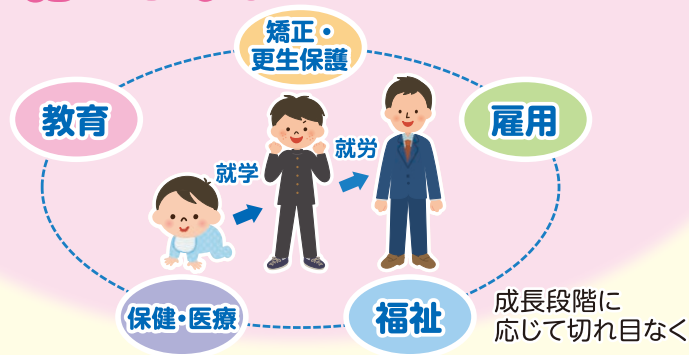 矯正・
更生保護
教育
雇用
就労
就学
保健・医療
福祉
成長段階に
応じて切れ目なく